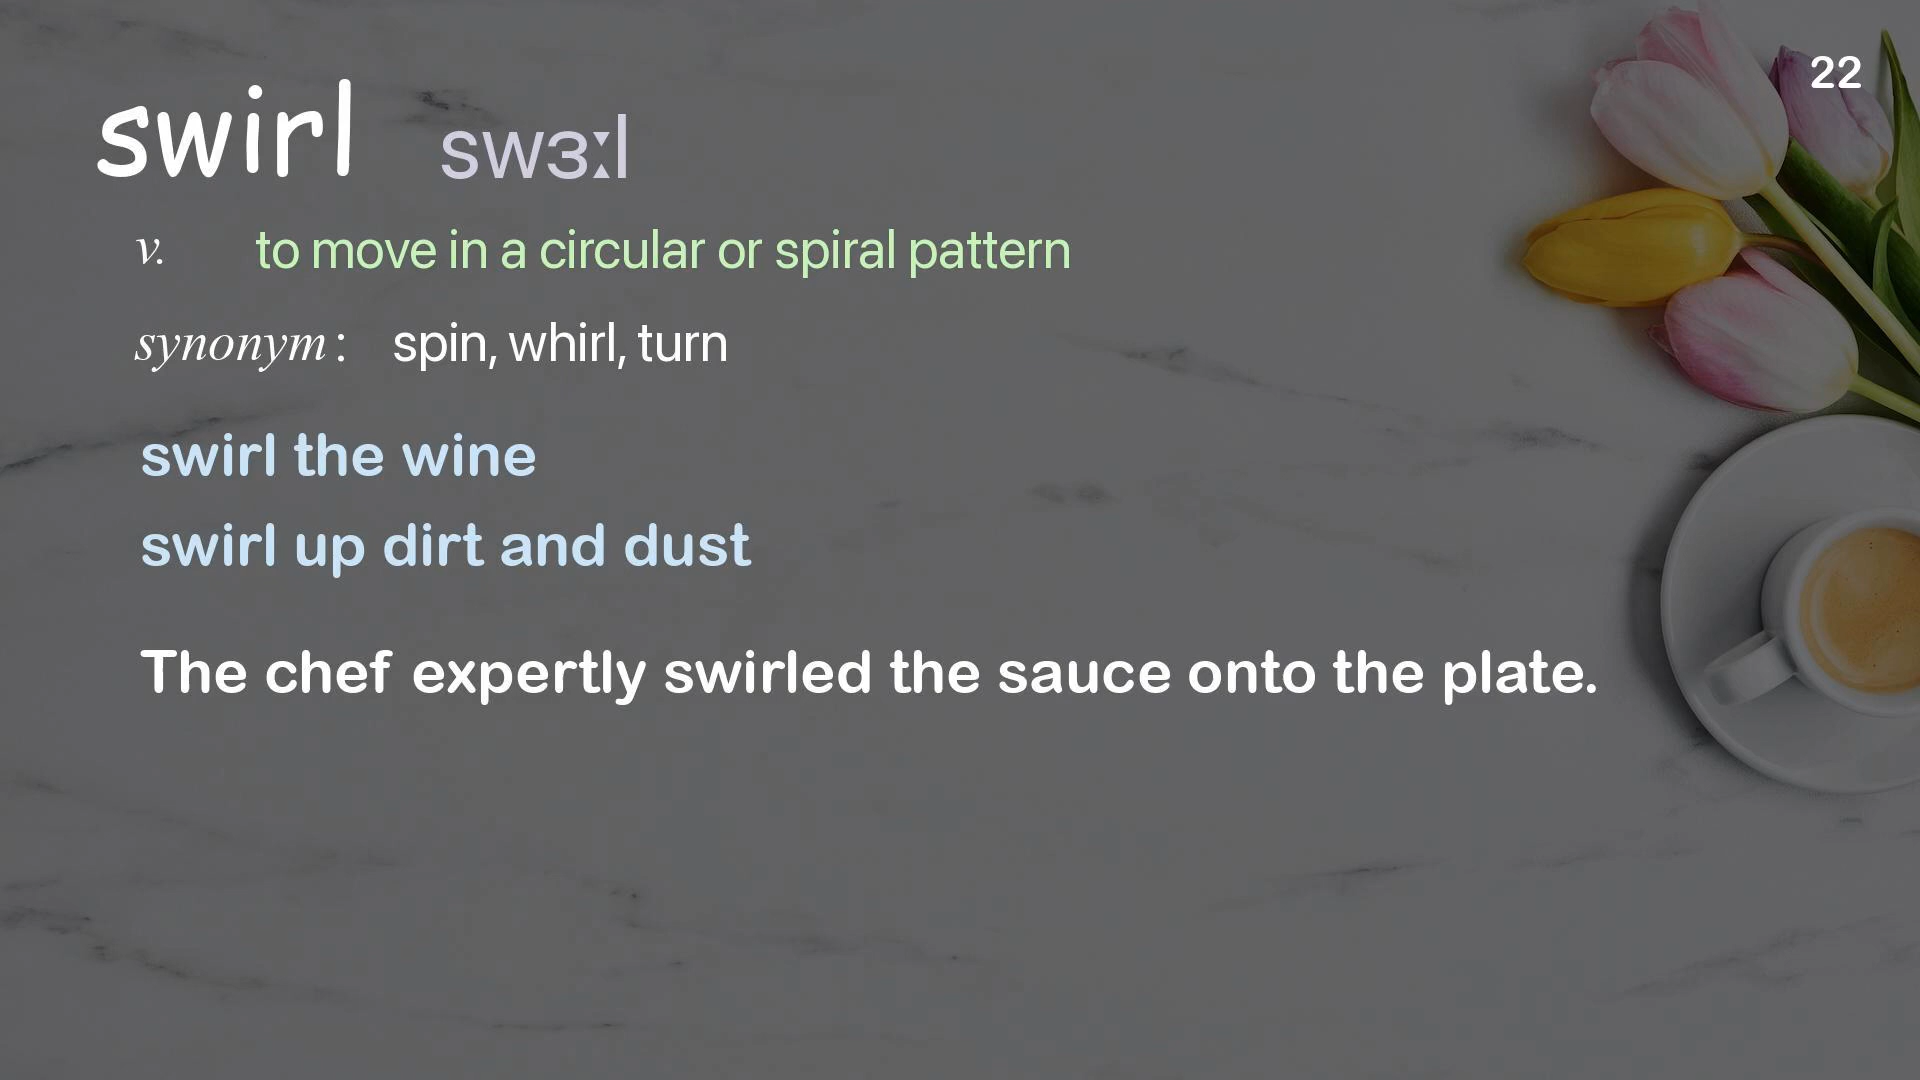 22
swirl swɜːl
v. to move in a circular or spiral pattern
synonym: spin, whirl, turn
swirl the wine
swirl up dirt and dust
The chef expertly swirled the sauce onto the plate.